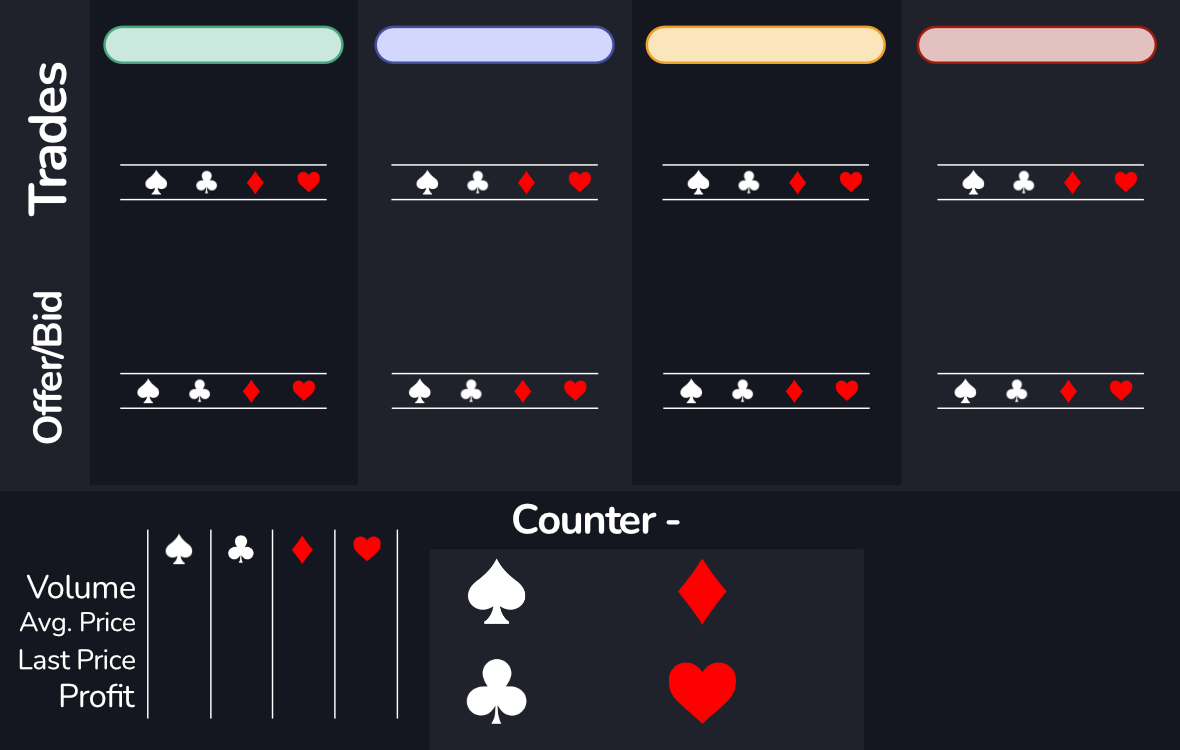 Trades
Offer/Bid
Counter -
Volume
Avg. Price
Last Price
Profit